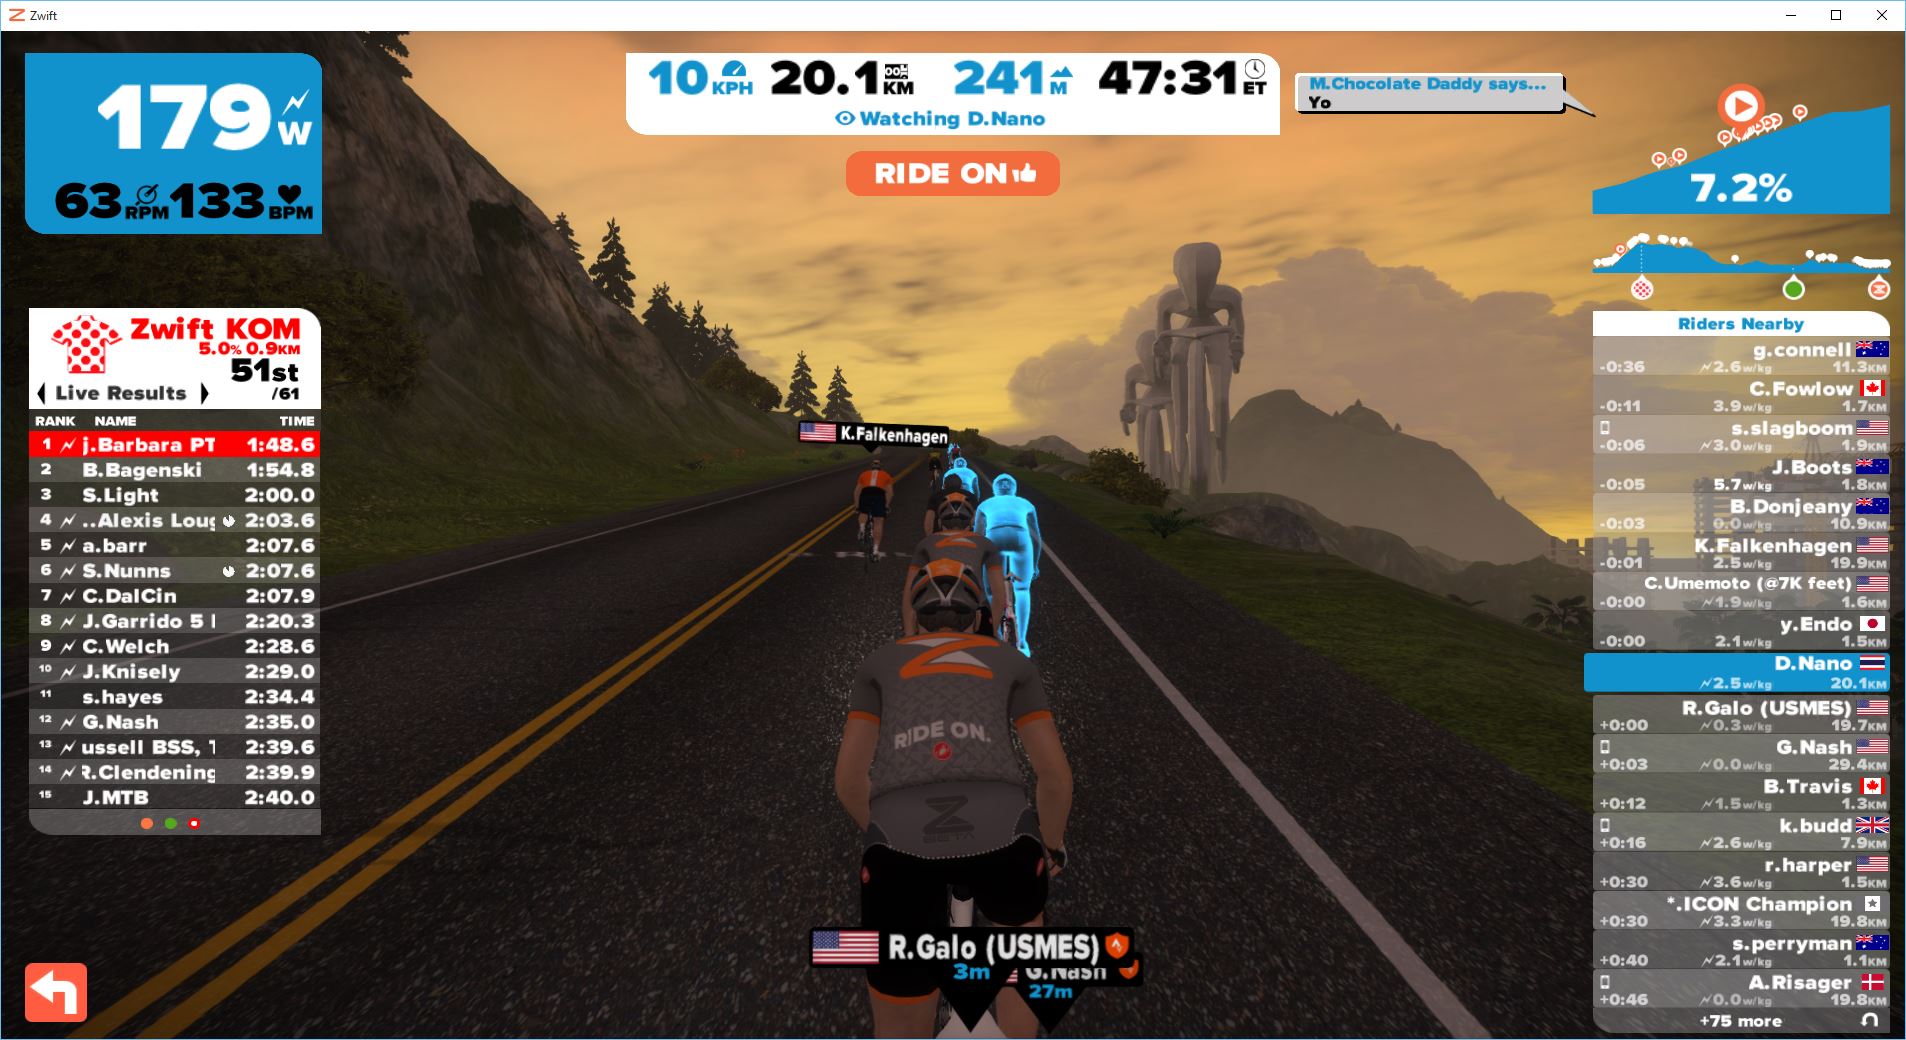 Zwift
179 W
63 RPM 133 BPM
10 KPH 20.1 KM 241 M 47:31 ET
Watching D.Nano
RIDE ON
M.Chocolate Daddy says...
Yo
7.2%
Zwift KOM
5.0% 0.9KM
51st
/61
Live Results
RANK NAME TIME
1 j.Barbara PT 1:48.6
2 B.Bagenski 1:54.8
3 S.Light 2:00.0
4 ..Alexis Loug 2:03.6
5 a.barr 2:07.6
6 S.Nunns 2:07.6
7 C.DalCin 2:07.9
8 J.Garrido 5 2:20.3
9 C.Welch 2:28.6
10 J.Knisely 2:29.0
11 s.hayes 2:34.4
12 G.Nash 2:35.0
13 ussell BSS, 2:39.6
14 R.Clendening 2:39.9
15 J.MTB 2:40.0
K.Falkenhagen
RIDE ON.
BETA
R.Galo (USMES)
3m
G.Nash
27m
Riders Nearby
g.connell
-0:36 2.6w/kg 11.3KM
C.Fowlow
-0:11 3.9w/kg 1.7KM
s.slagboom
-0:06 3.0w/kg 1.9KM
J.Boots
-0:05 5.7w/kg 1.8KM
B.Donjeany
-0:03 0.0w/kg 10.9KM
K.Falkenhagen
-0:01 2.5w/kg 19.9KM
C.Umemoto (@7K feet)
-0:00 1.9w/kg 1.6KM
y.Endo
-0:00 2.1w/kg 1.5KM
D.Nano
2.5w/kg 20.1KM
R.Galo (USMES)
+0:00 0.3w/kg 19.7KM
G.Nash
+0:03 0.0w/kg 29.4KM
B.Travis
+0:12 1.5w/kg 1.3KM
k.budd
+0:16 2.6w/kg 7.9KM
r.harper
+0:30 3.6w/kg 1.5KM
*.ICON Champion
+0:30 3.3w/kg 19.8KM
s.perryman
+0:40 2.1w/kg 1.1KM
A.Risager
+0:46 0.0w/kg 19.8KM
+75 more